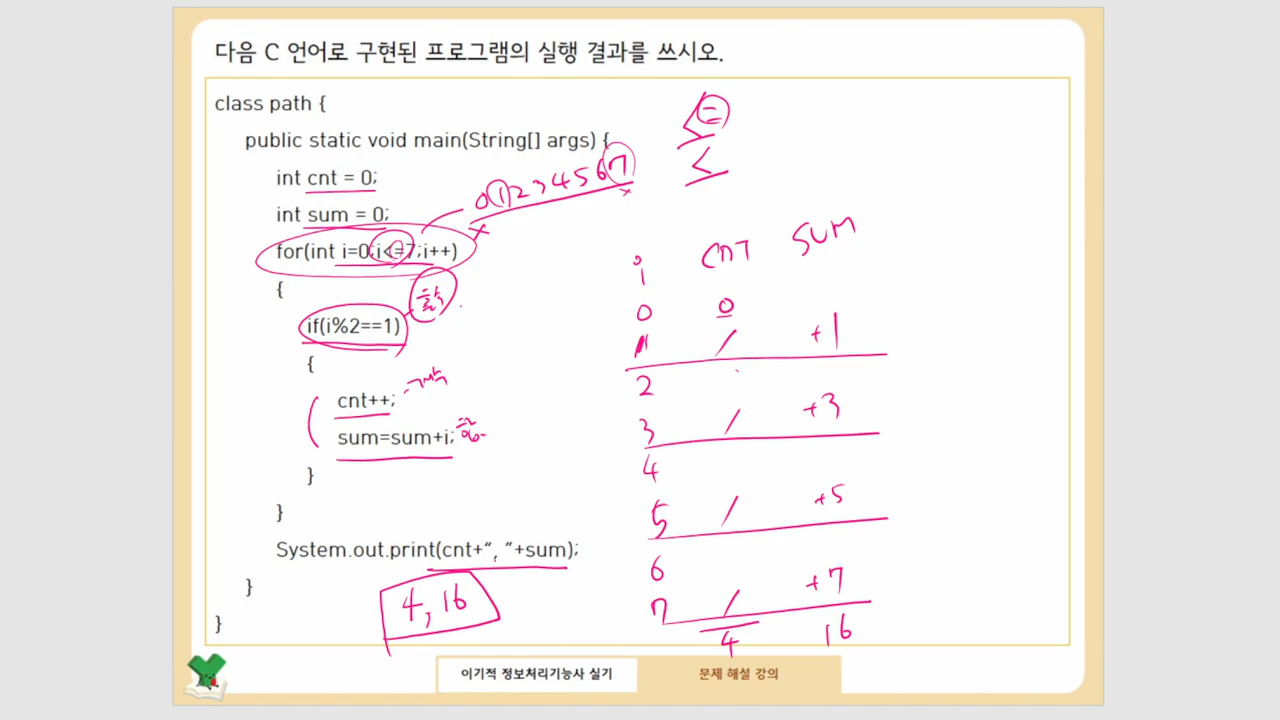 다음 C 언어로 구현된 프로그램의 실행 결과를 쓰시오.
class path {
public static void main(String[] args) {
int cnt = 0;
int sum = 0;
for(int i=0;i<=7;i++)
{
if(i%2==1)
{
cnt++;
sum=sum+i;
}
}
System.out.print(cnt+“, ”+sum);
}
}
<=
<
0 1 2 3 4 5 6 7
홀수
4, 16
i CNT SUM
0 0
1 / +1
2
3 / +3
4
5 / +5
6
7 / +7
4 16
이기적 정보처리기능사 실기
문제 해설 강의